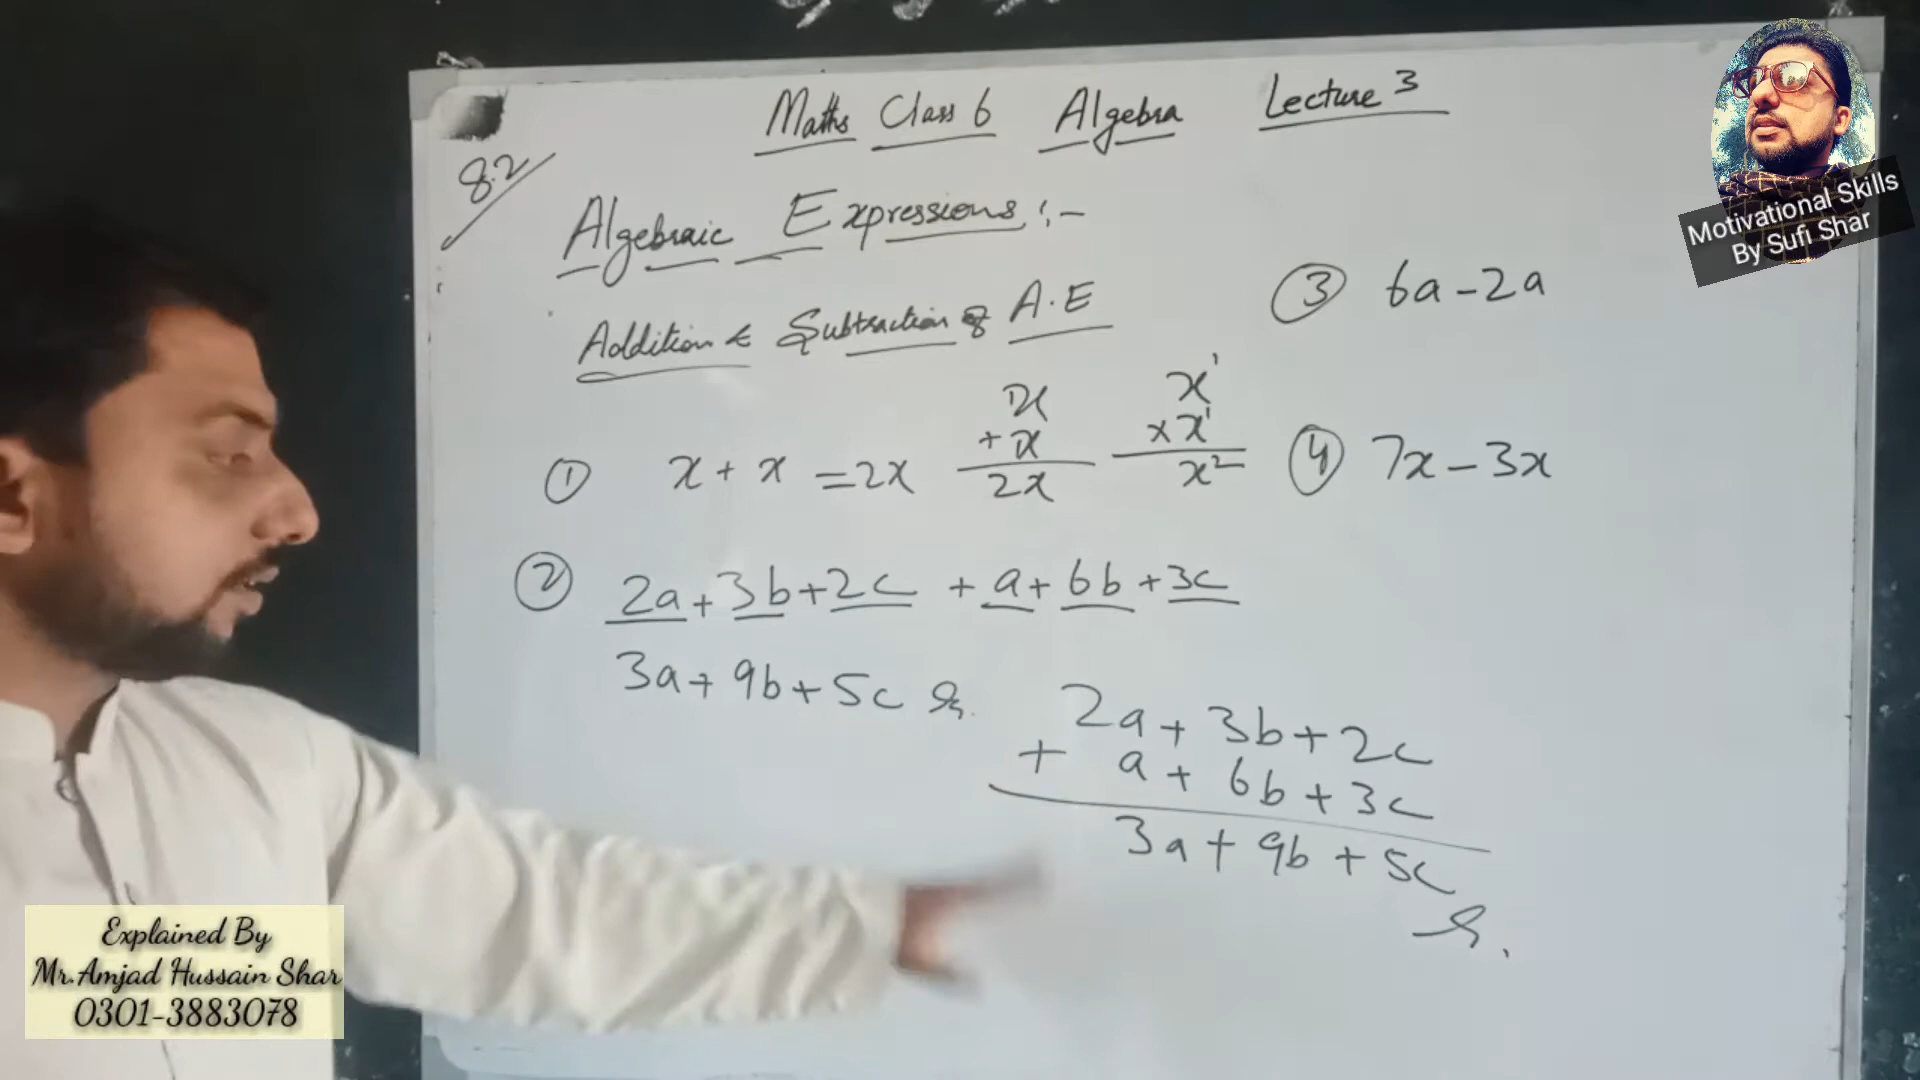 Maths Class 6 Algebra Lecture 3
8.2
Algebraic Expressions :-
Addition & Subtraction of A.E
① x + x = 2x
x
+ x
2x
x¹
× x¹
x²
② 2a + 3b + 2c + a + 6b + 3c
3a + 9b + 5c
2a + 3b + 2c
+ a + 6b + 3c
3a + 9b + 5c
③ 6a - 2a
④ 7x - 3x
Motivational Skills
By Sufi Shar
Explained By
Mr.Amjad Hussain Shar
0301-3883078